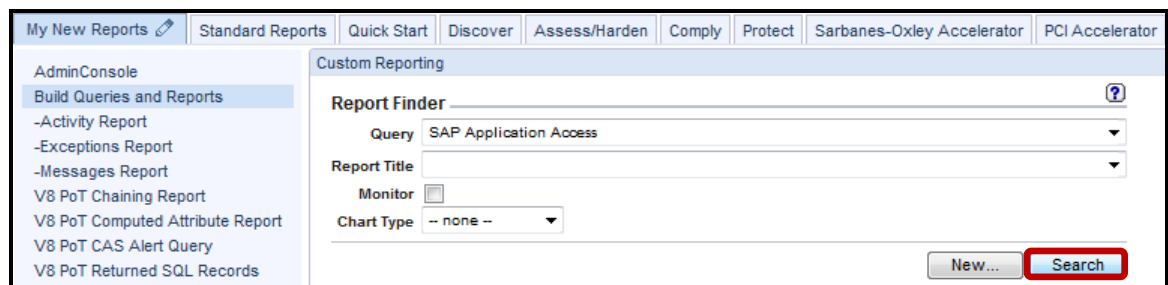 My New Reports Standard Reports Quick Start Discover Assess/Harden Comply Protect Sarbanes-Oxley Accelerator PCI Accelerator
AdminConsole
Build Queries and Reports
-Activity Report
-Exceptions Report
-Messages Report
V8 PoT Chaining Report
V8 PoT Computed Attribute Report
V8 PoT CAS Alert Query
V8 PoT Returned SQL Records
Custom Reporting
Report Finder ?
Query SAP Application Access
Report Title
Monitor
Chart Type -- none --
New... Search